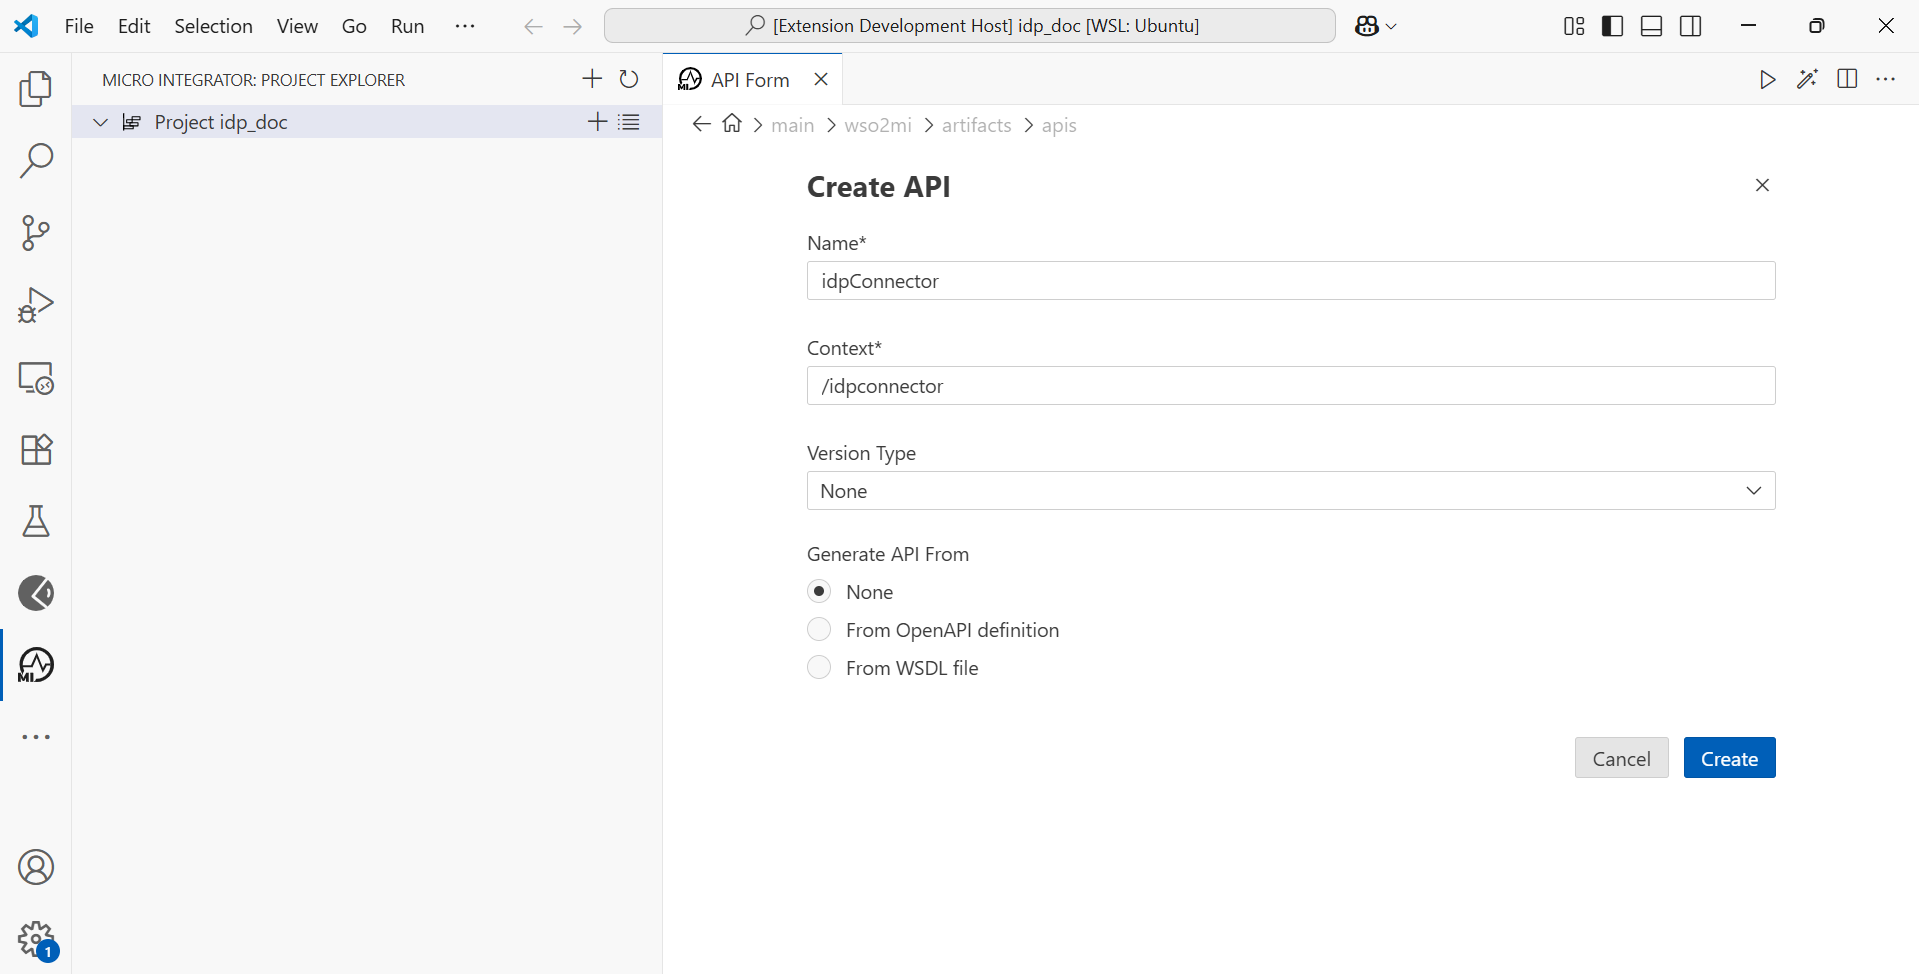 File Edit Selection View Go Run ··· [Extension Development Host] idp_doc [WSL: Ubuntu]
MICRO INTEGRATOR: PROJECT EXPLORER
Project idp_doc
MI API Form
main > wso2mi > artifacts > apis
Create API
Name*
idpConnector
Context*
/idpconnector
Version Type
None
Generate API From
None
From OpenAPI definition
From WSDL file
Cancel Create
MI
1